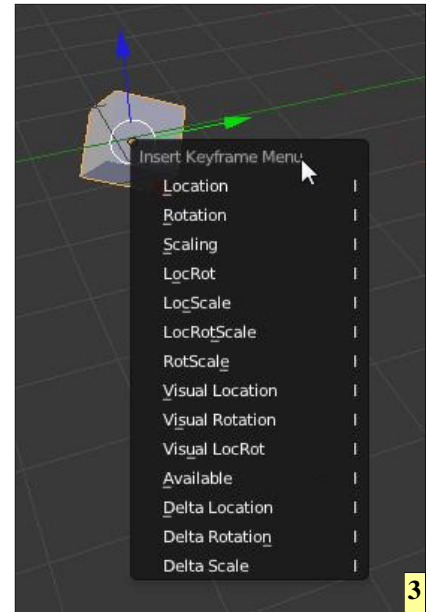 Insert Keyframe Menu
Location I
Rotation I
Scaling I
LocRot I
LocScale I
LocRotScale I
RotScale I
Visual Location I
Visual Rotation I
Visual LocRot I
Available I
Delta Location I
Delta Rotation I
Delta Scale I
3